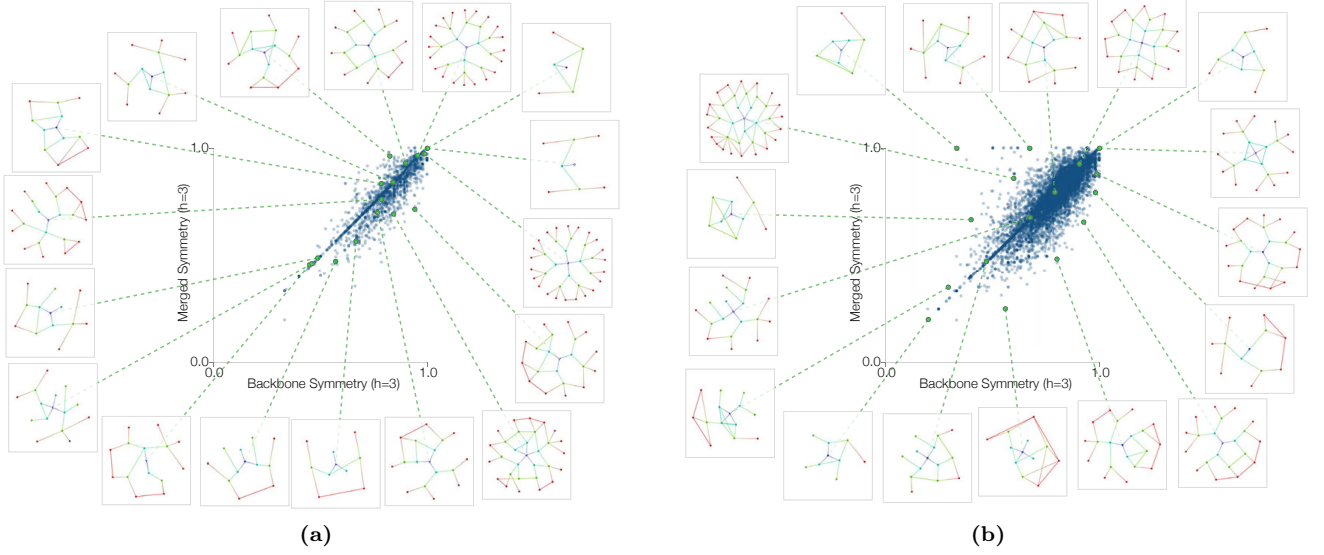 1.0
Merged Symmetry (h=3)
0.0
0.0
1.0
Backbone Symmetry (h=3)
(a)
1.0
Merged Symmetry (h=3)
0.0
0.0
1.0
Backbone Symmetry (h=3)
(b)